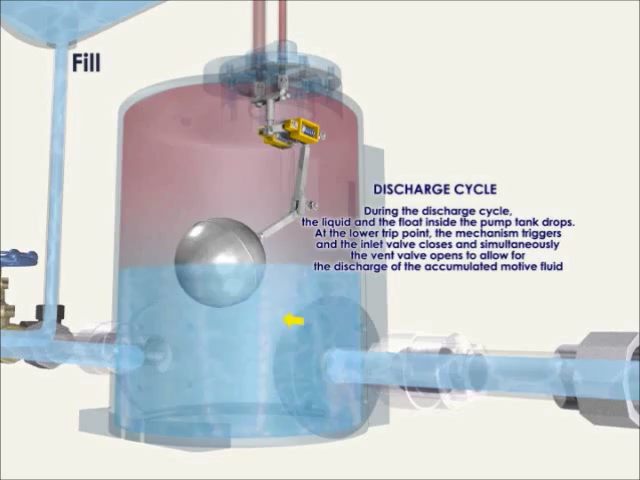 Fill
DISCHARGE CYCLE
During the discharge cycle,
the liquid and the float inside the pump tank drops.
At the lower trip point, the mechanism triggers
and the inlet valve closes and simultaneously
the vent valve opens to allow for
the discharge of the accumulated motive fluid